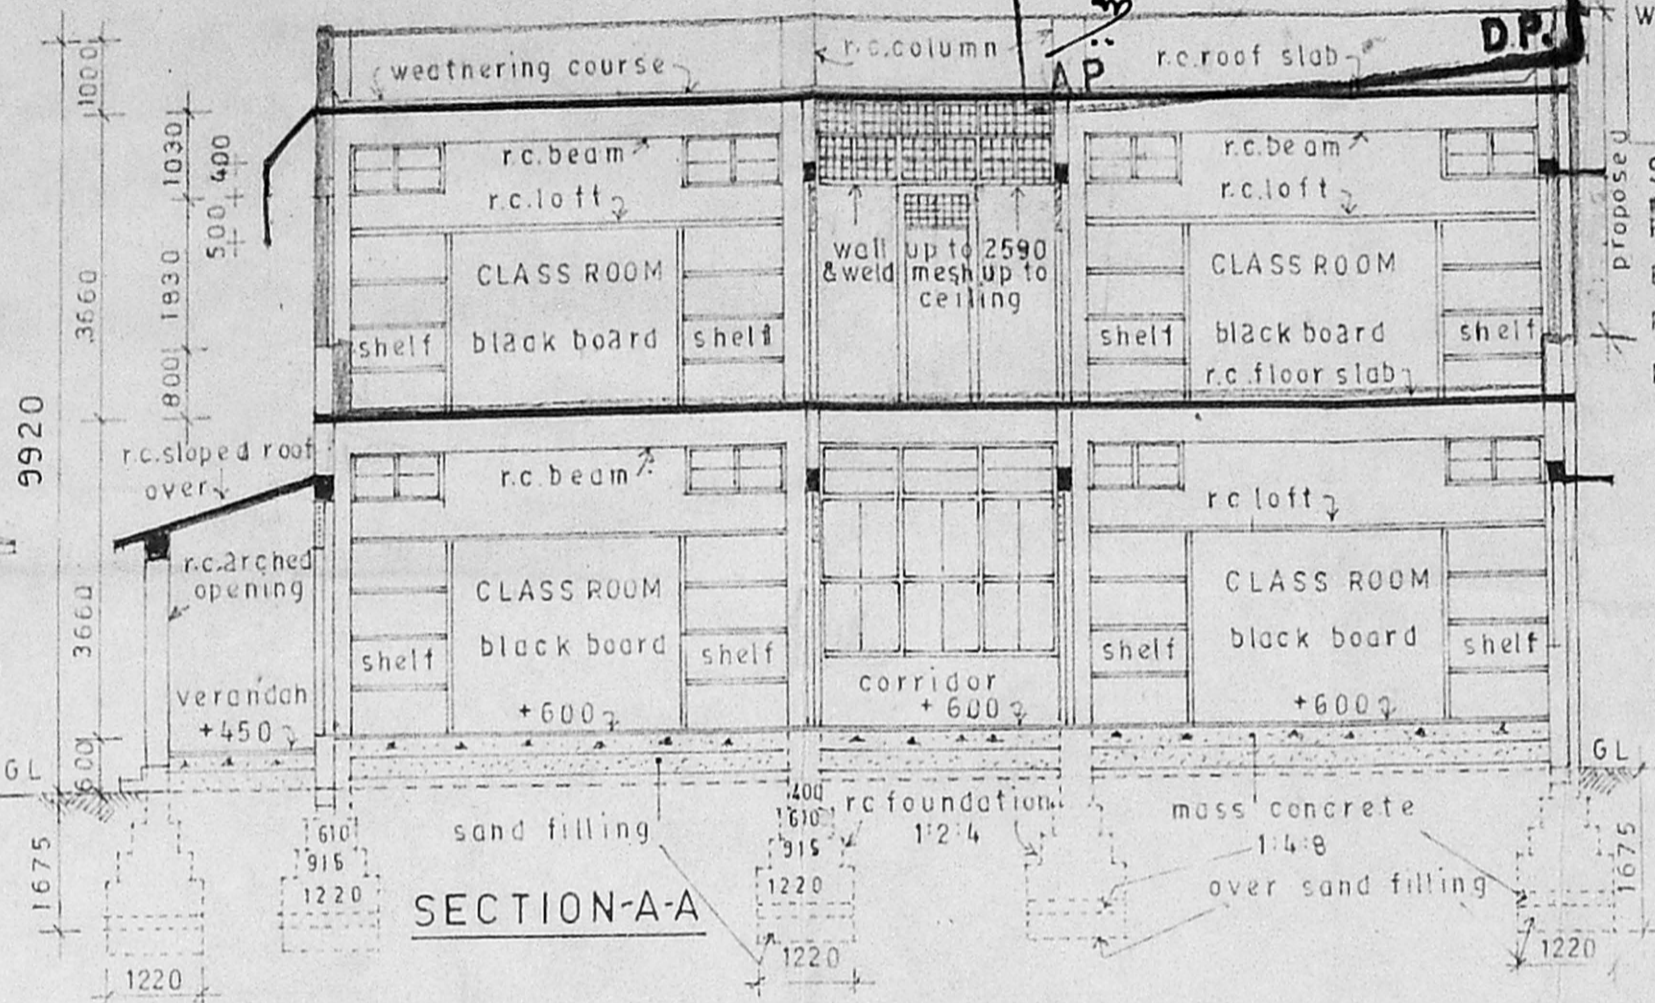 r.c.column
D.P.
weathering course
r.c.roof slab
A P
1000
1030
400
500
1830
800
3660
9920
3660
600
1675
r.c.beam
r.c.loft
r.c.beam
r.c.loft
proposed
wall up to 2590
& weld mesh up to
ceiling
CLASS ROOM
CLASS ROOM
shelf
black board
shelf
shelf
black board
shelf
r.c.floor slab
r.c.sloped roof
over
r.c.beam
r c loft
r.c.arched
opening
CLASS ROOM
CLASS ROOM
shelf
black board
shelf
shelf
black board
shelf
verandah
+450
+600
corridor
+ 600
+600
GL
GL
sand filling
610
915
1220
400
610
915
1220
1220
r c foundation
1:2:4
mass concrete
1:4:8
over sand filling
1675
1220
1220
SECTION-A-A